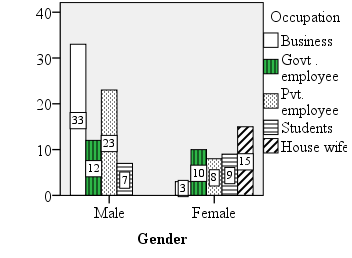 40
30
20
10
0
33
12
23
7
3
10
8
9
15
Male
Female
Gender
Occupation
Business
Govt .
employee
Pvt.
employee
Students
House wife